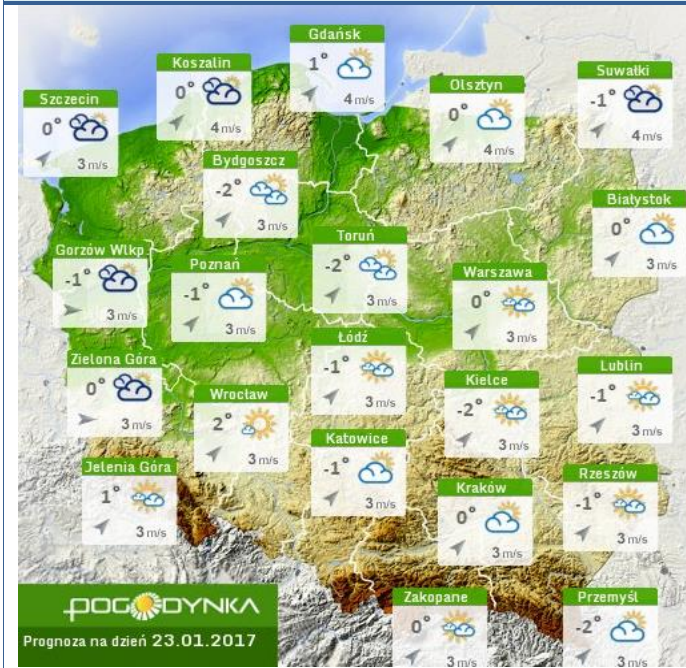 Gdańsk
1°
4 m/s
Koszalin
0°
4 m/s
Suwałki
-1°
4 m/s
Olsztyn
0°
4 m/s
Szczecin
0°
3 m/s
Bydgoszcz
-2°
3 m/s
Białystok
0°
3 m/s
Toruń
-2°
3 m/s
Gorzów Wlkp
-1°
3 m/s
Poznań
-1°
3 m/s
Warszawa
0°
3 m/s
Łódź
-1°
3 m/s
Zielona Góra
0°
3 m/s
Lublin
-1°
3 m/s
Kielce
-2°
3 m/s
Wrocław
2°
3 m/s
Katowice
-1°
3 m/s
Jelenia Góra
1°
3 m/s
Rzeszów
-1°
3 m/s
Kraków
0°
3 m/s
Zakopane
0°
3 m/s
Przemyśl
-2°
3 m/s
POGODYNKA
Prognoza na dzień 23.01.2017